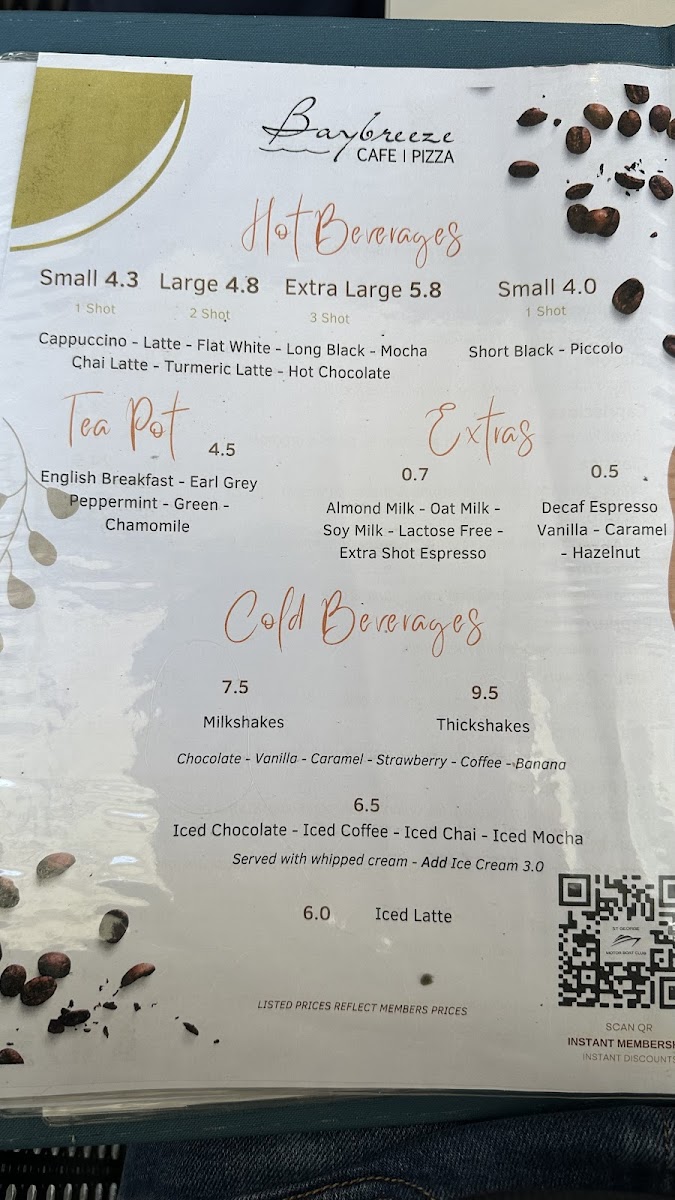 Baybreeze
CAFE | PIZZA
Hot Beverages
Small 4.3 Large 4.8 Extra Large 5.8
1 Shot 2 Shot 3 Shot
Cappuccino - Latte - Flat White - Long Black - Mocha
Chai Latte - Turmeric Latte - Hot Chocolate
Small 4.0
1 Shot
Short Black - Piccolo
Tea Pot
4.5
English Breakfast - Earl Grey
Peppermint - Green -
Chamomile
Extras
0.7
Almond Milk - Oat Milk -
Soy Milk - Lactose Free -
Extra Shot Espresso
0.5
Decaf Espresso
Vanilla - Caramel
- Hazelnut
Cold Beverages
7.5
Milkshakes
9.5
Thickshakes
Chocolate - Vanilla - Caramel - Strawberry - Coffee - Banana
6.5
Iced Chocolate - Iced Coffee - Iced Chai - Iced Mocha
Served with whipped cream - Add Ice Cream 3.0
6.0 Iced Latte
LISTED PRICES REFLECT MEMBERS PRICES
ST GEORGE
MOTOR BOAT CLUB
SCAN QR
INSTANT MEMBERSH
INSTANT DISCOUNTS